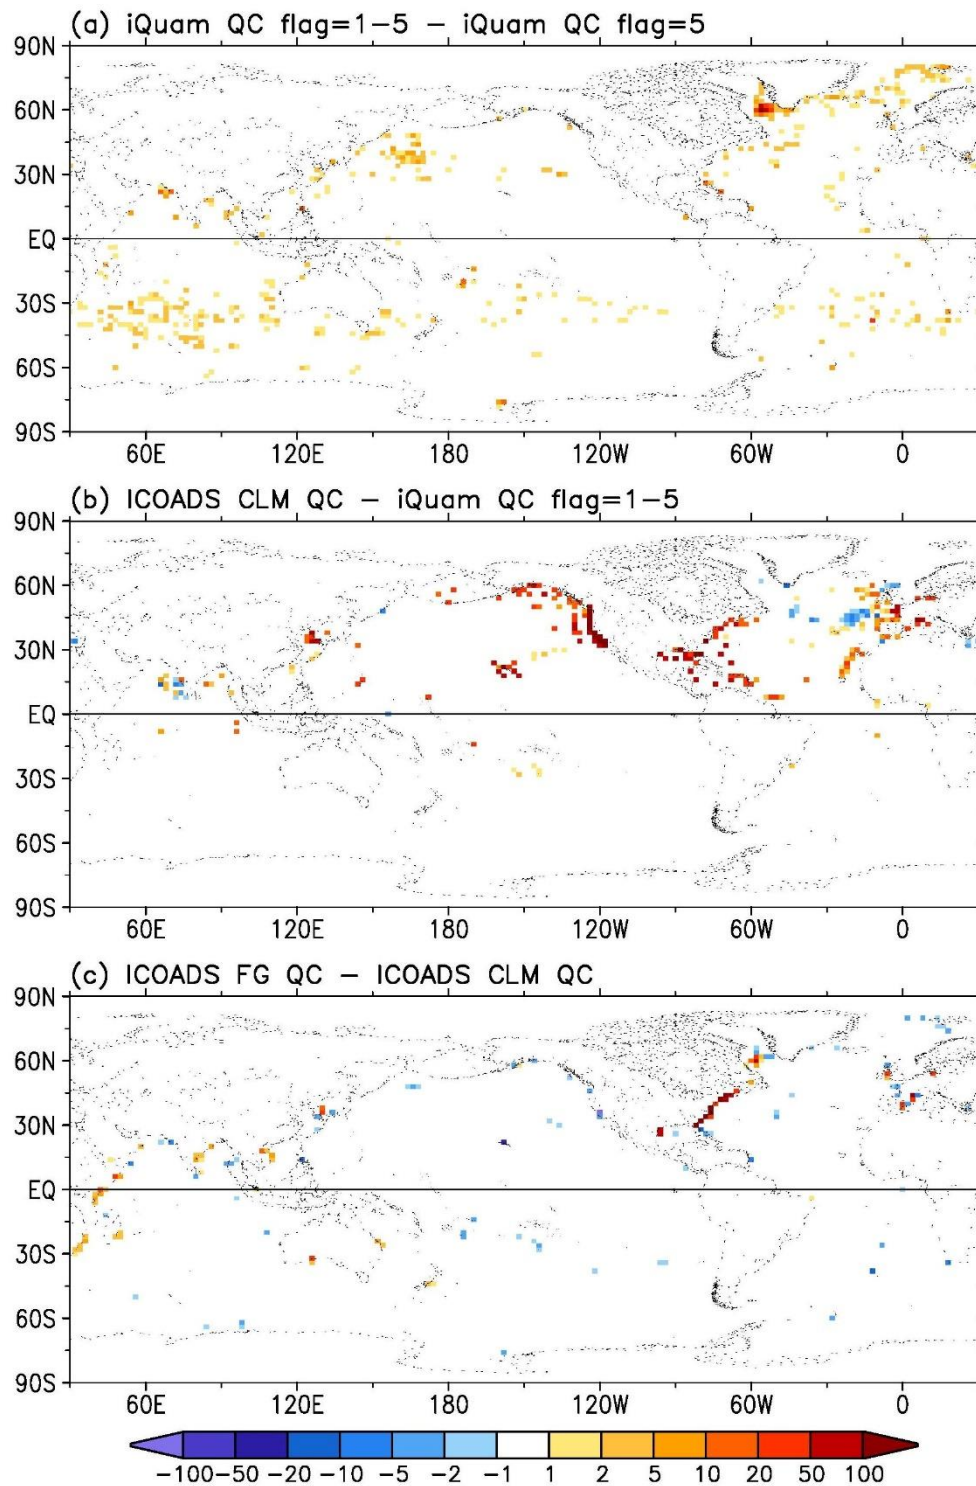 (a) iQuam QC flag=1−5 − iQuam QC flag=5
90N
60N
30N
EQ
30S
60S
90S
60E 120E 180 120W 60W 0
(b) ICOADS CLM QC − iQuam QC flag=1−5
90N
60N
30N
EQ
30S
60S
90S
60E 120E 180 120W 60W 0
(c) ICOADS FG QC − ICOADS CLM QC
90N
60N
30N
EQ
30S
60S
90S
60E 120E 180 120W 60W 0
−100 −50 −20 −10 −5 −2 −1 1 2 5 10 20 50 100